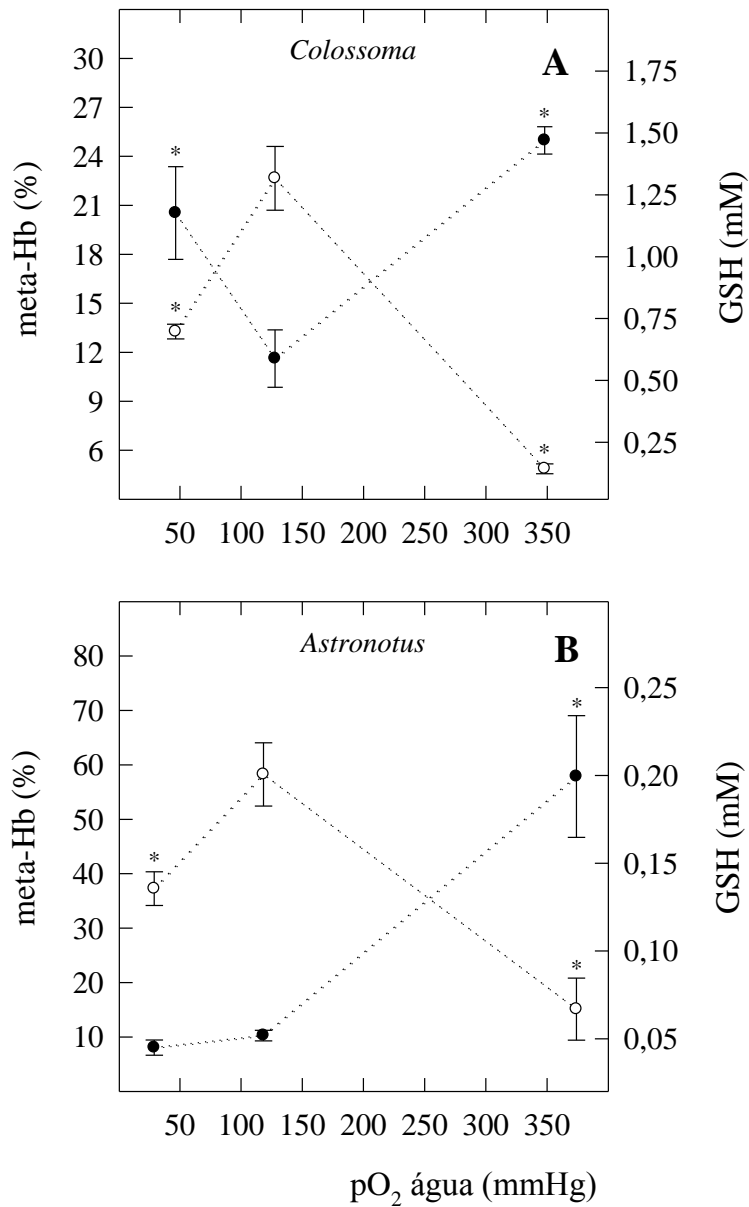 Colossoma
A
meta-Hb (%)
30
27
24
21
18
15
12
9
6
GSH (mM)
1,75
1,50
1,25
1,00
0,75
0,50
0,25
* * * *
50 100 150 200 250 300 350
Astronotus
B
meta-Hb (%)
80
70
60
50
40
30
20
10
GSH (mM)
0,25
0,20
0,15
0,10
0,05
* * *
50 100 150 200 250 300 350
pO₂ água (mmHg)